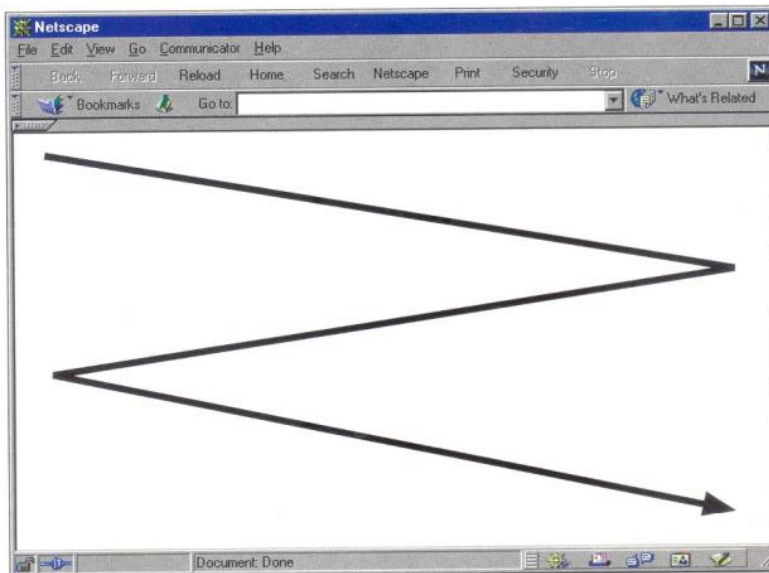 Netscape
File Edit View Go Communicator Help
Back Forward Reload Home Search Netscape Print Security Stop
N
Bookmarks Go to: What's Related
Document: Done